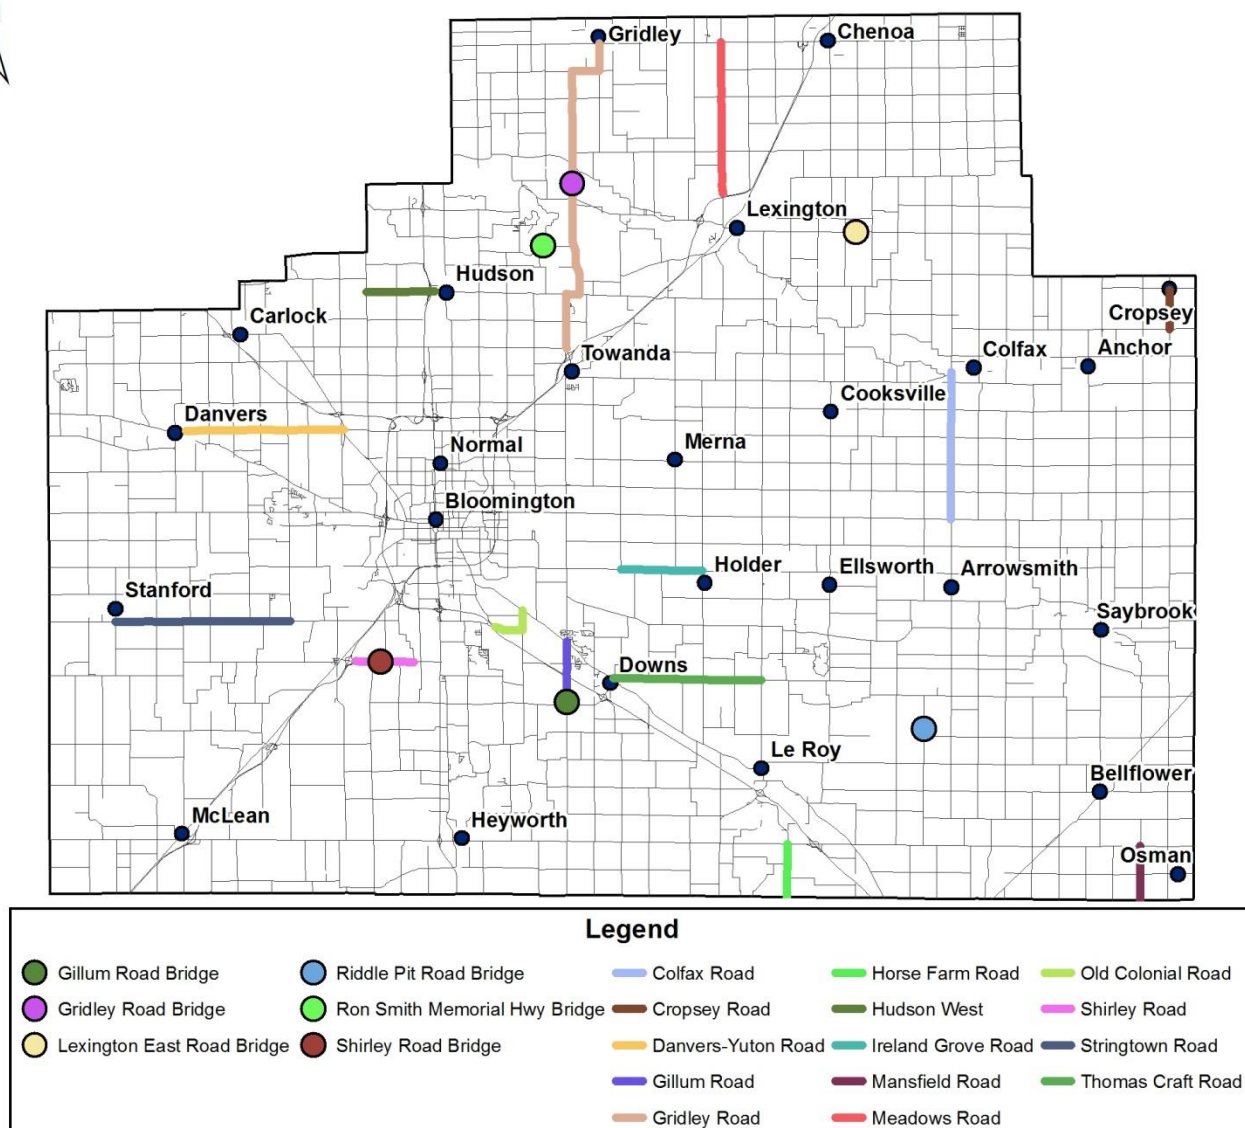 Gridley
Chenoa
Lexington
Hudson
Cropsey
Carlock
Towanda
Colfax
Anchor
Cooksville
Danvers
Normal
Merna
Bloomington
Holder
Ellsworth
Arrowsmith
Stanford
Saybrook
Downs
Le Roy
Bellflower
McLean
Heyworth
Osman
Legend
Gillum Road Bridge
Gridley Road Bridge
Lexington East Road Bridge
Riddle Pit Road Bridge
Ron Smith Memorial Hwy Bridge
Shirley Road Bridge
Colfax Road
Cropsey Road
Danvers-Yuton Road
Gillum Road
Gridley Road
Horse Farm Road
Hudson West
Ireland Grove Road
Mansfield Road
Meadows Road
Old Colonial Road
Shirley Road
Stringtown Road
Thomas Craft Road